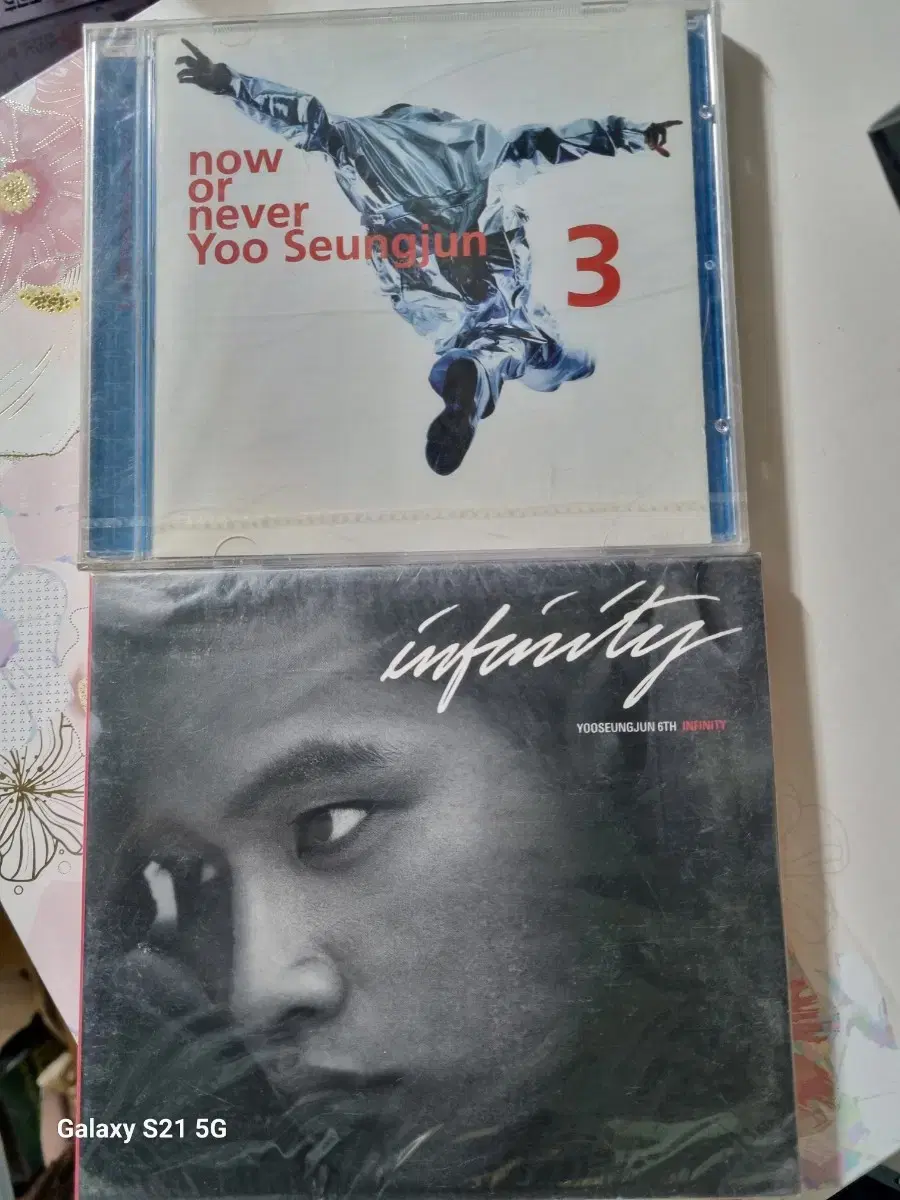 now
or
never
Yoo Seungjun
3
infinity
YOOSEUNGJUN 6TH INFINITY
Galaxy S21 5G